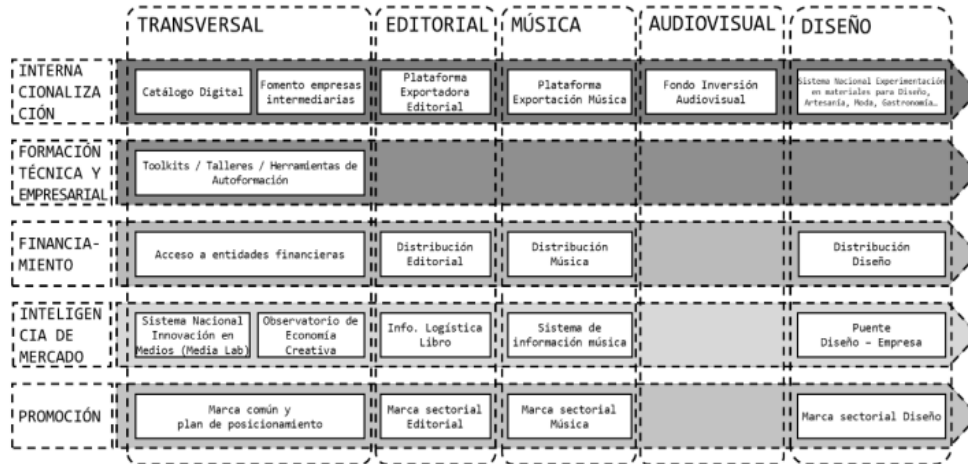 TRANSVERSAL
EDITORIAL
MÚSICA
AUDIOVISUAL
DISEÑO
INTERNA
CIONALIZA
CIÓN
Catálogo Digital
Fomento empresas
intermediarias
Plataforma
Exportadora
Editorial
Plataforma
Exportación Música
Fondo Inversión
Audiovisual
Sistema Nacional Experimentación
en materiales para Diseño,
Artesanía, Moda, Gastronomía…
FORMACIÓN
TÉCNICA Y
EMPRESARIAL
Toolkits / Talleres / Herramientas de
Autoformación
FINANCIA-
MIENTO
Acceso a entidades financieras
Distribución
Editorial
Distribución
Música
Distribución
Diseño
INTELIGEN
CIA DE
MERCADO
Sistema Nacional
Innovación en
Medios (Media Lab)
Observatorio de
Economía
Creativa
Info. Logística
Libro
Sistema de
información música
Puente
Diseño – Empresa
PROMOCIÓN
Marca común y
plan de posicionamiento
Marca sectorial
Editorial
Marca sectorial
Música
Marca sectorial Diseño